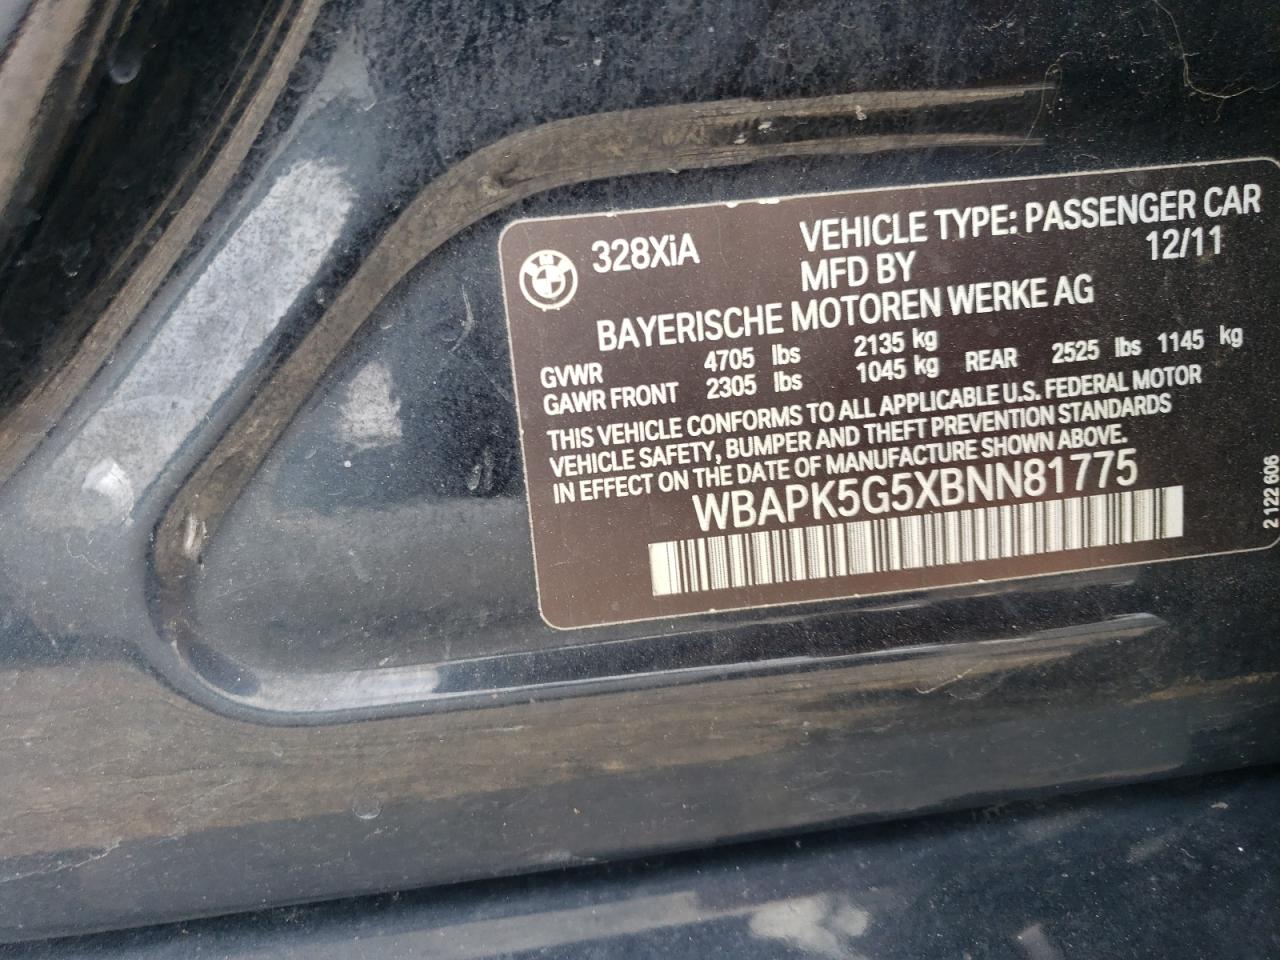 328XiA VEHICLE TYPE: PASSENGER CAR
MFD BY 12/11
BAYERISCHE MOTOREN WERKE AG
GVWR 4705 lbs 2135 kg
GAWR FRONT 2305 lbs 1045 kg REAR 2525 lbs 1145 kg
THIS VEHICLE CONFORMS TO ALL APPLICABLE U.S. FEDERAL MOTOR
VEHICLE SAFETY, BUMPER AND THEFT PREVENTION STANDARDS
IN EFFECT ON THE DATE OF MANUFACTURE SHOWN ABOVE.
WBAPK5G5XBNN81775
2 122 606